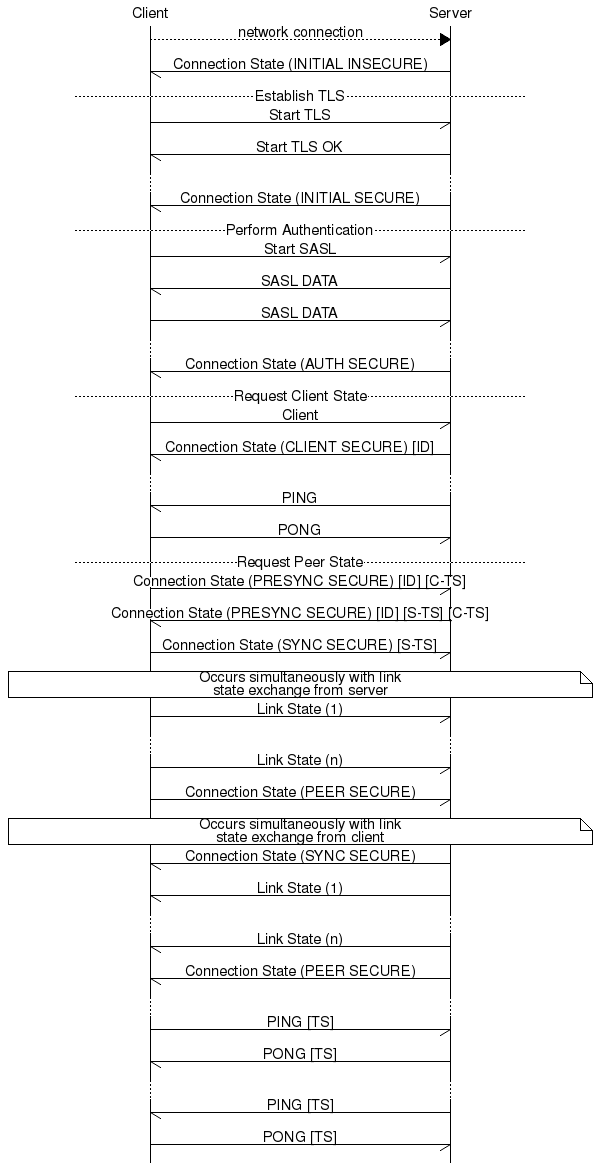 Client Server
network connection
Connection State (INITIAL INSECURE)
Establish TLS
Start TLS
Start TLS OK
Connection State (INITIAL SECURE)
Perform Authentication
Start SASL
SASL DATA
SASL DATA
Connection State (AUTH SECURE)
Request Client State
Client
Connection State (CLIENT SECURE) [ID]
PING
PONG
Request Peer State
Connection State (PRESYNC SECURE) [ID] [C-TS]
Connection State (PRESYNC SECURE) [ID] [S-TS] [C-TS]
Connection State (SYNC SECURE) [S-TS]
Occurs simultaneously with link
state exchange from server
Link State (1)
Link State (n)
Connection State (PEER SECURE)
Occurs simultaneously with link
state exchange from client
Connection State (SYNC SECURE)
Link State (1)
Link State (n)
Connection State (PEER SECURE)
PING [TS]
PONG [TS]
PING [TS]
PONG [TS]